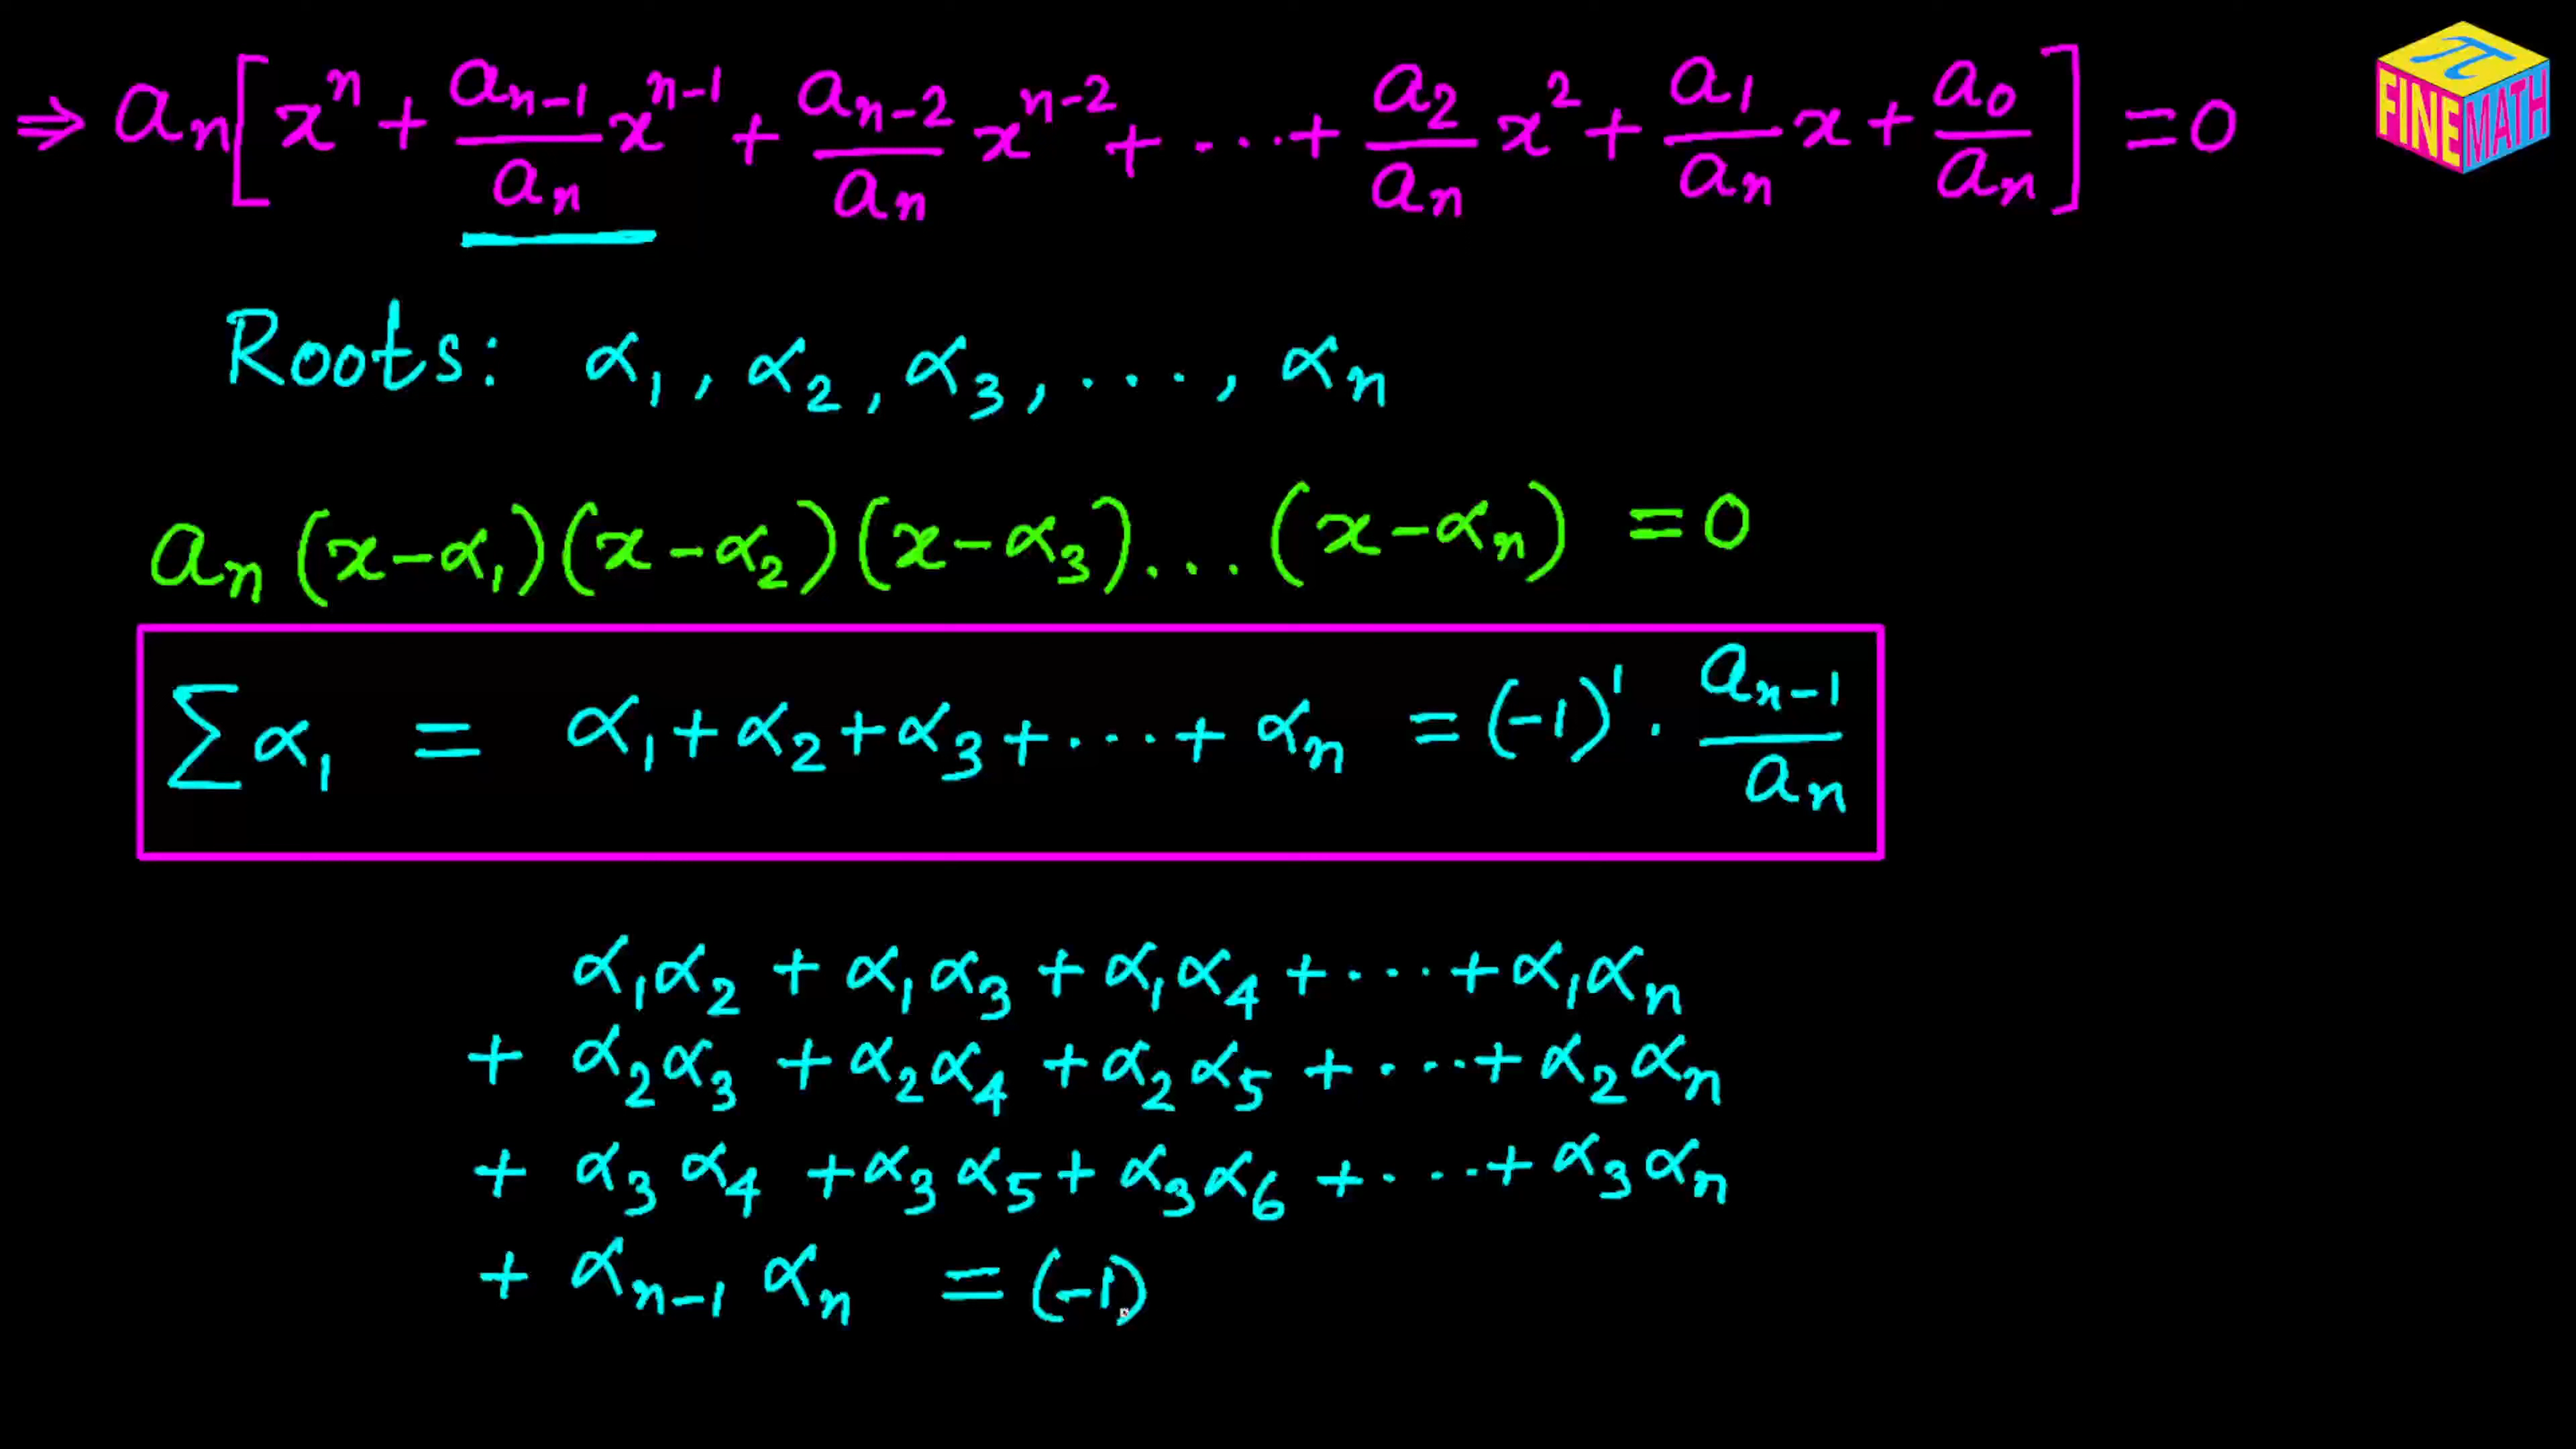 ⇒ aₙ[xⁿ + (aₙ₋₁/aₙ)xⁿ⁻¹ + (aₙ₋₂/aₙ)xⁿ⁻² + ... + (a₂/aₙ)x² + (a₁/aₙ)x + a₀/aₙ] = 0
π FINE MATH
Roots: α₁, α₂, α₃, ..., αₙ
aₙ(x-α₁)(x-α₂)(x-α₃)...(x-αₙ) = 0
∑α₁ = α₁+α₂+α₃+...+αₙ = (-1)¹ · aₙ₋₁/aₙ
α₁α₂ + α₁α₃ + α₁α₄ + ... + α₁αₙ
+ α₂α₃ + α₂α₄ + α₂α₅ + ... + α₂αₙ
+ α₃α₄ + α₃α₅ + α₃α₆ + ... + α₃αₙ
+ αₙ₋₁αₙ = (-1)